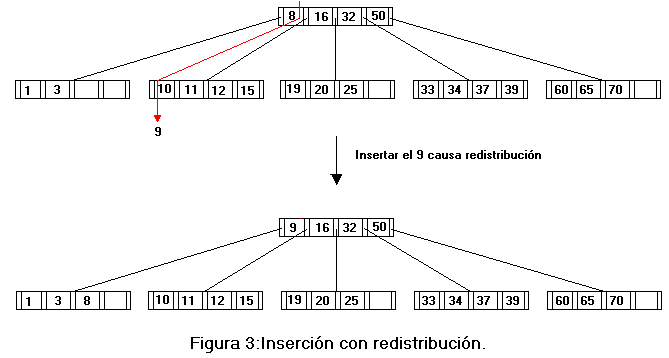 8 16 32 50
1 3 10 11 12 15 19 20 25 33 34 37 39 60 65 70
9
Insertar el 9 causa redistribución
9 16 32 50
1 3 8 10 11 12 15 19 20 25 33 34 37 39 60 65 70
Figura 3:Inserción con redistribución.